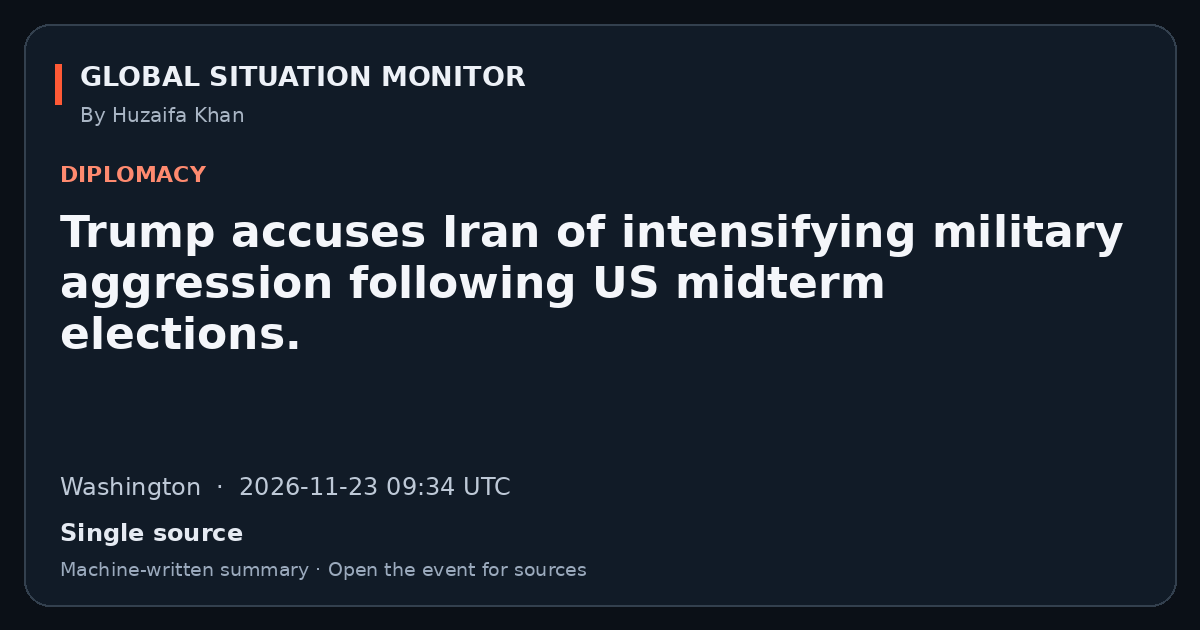 GLOBAL SITUATION MONITOR
By Huzaifa Khan
DIPLOMACY
Trump accuses Iran of intensifying military
aggression following US midterm
elections.
Washington · 2026-11-23 09:34 UTC
Single source
Machine-written summary · Open the event for sources